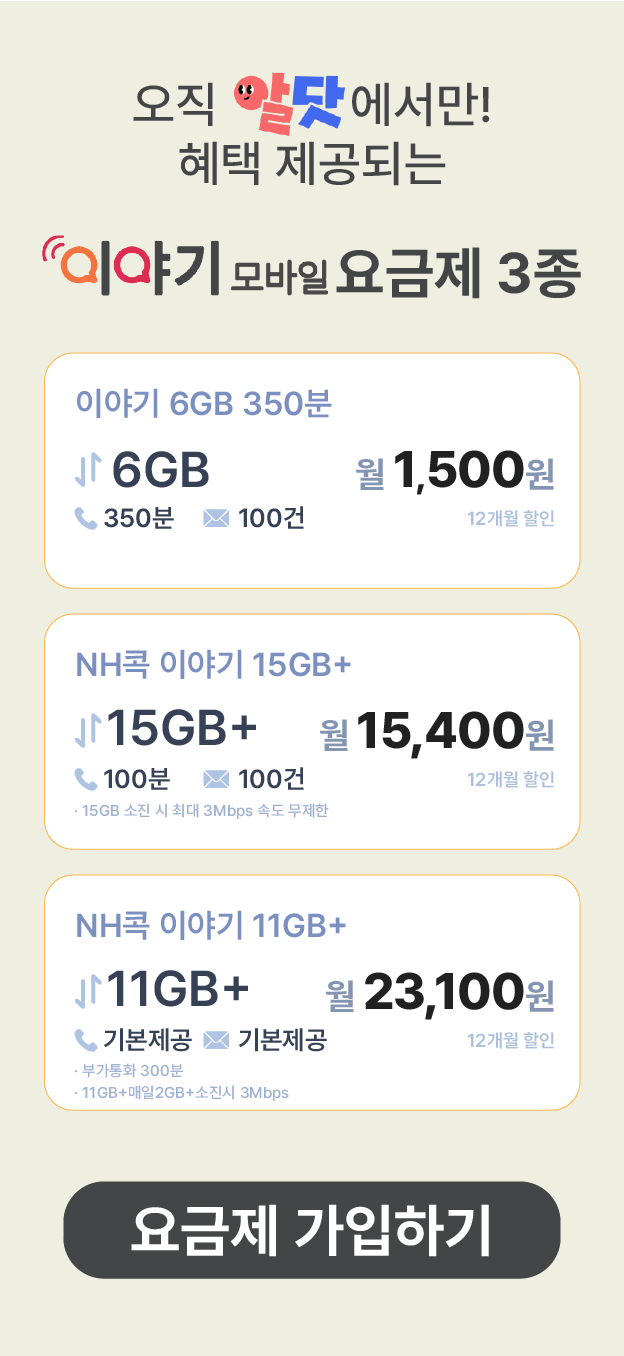 오직 알닷에서만!
혜택 제공되는
이야기 모바일 요금제 3종
이야기 6GB 350분
6GB 월 1,500원
350분 100건 12개월 할인
NH콕 이야기 15GB+
15GB+ 월 15,400원
100분 100건 12개월 할인
· 15GB 소진 시 최대 3Mbps 속도 무제한
NH콕 이야기 11GB+
11GB+ 월 23,100원
기본제공 기본제공 12개월 할인
· 부가통화 300분
· 11GB+매일2GB+소진시 3Mbps
요금제 가입하기